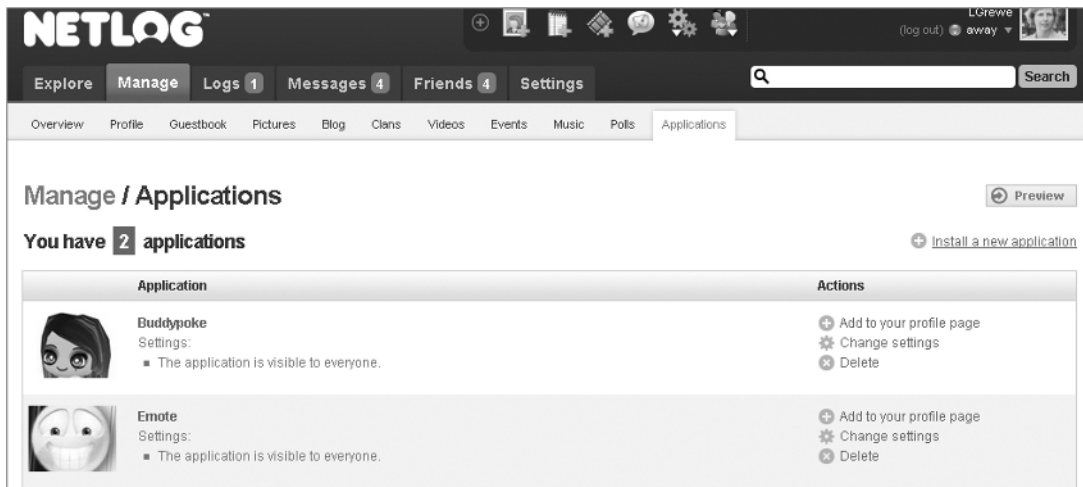 NETLOG
LGrewe
(log out) away
Explore Manage Logs 1 Messages 4 Friends 4 Settings Search
Overview Profile Guestbook Pictures Blog Clans Videos Events Music Polls Applications
Manage / Applications
Preview
You have 2 applications
Install a new application
Application Actions
Buddypoke
Settings:
▪ The application is visible to everyone.
Add to your profile page
Change settings
Delete
Emote
Settings:
▪ The application is visible to everyone.
Add to your profile page
Change settings
Delete